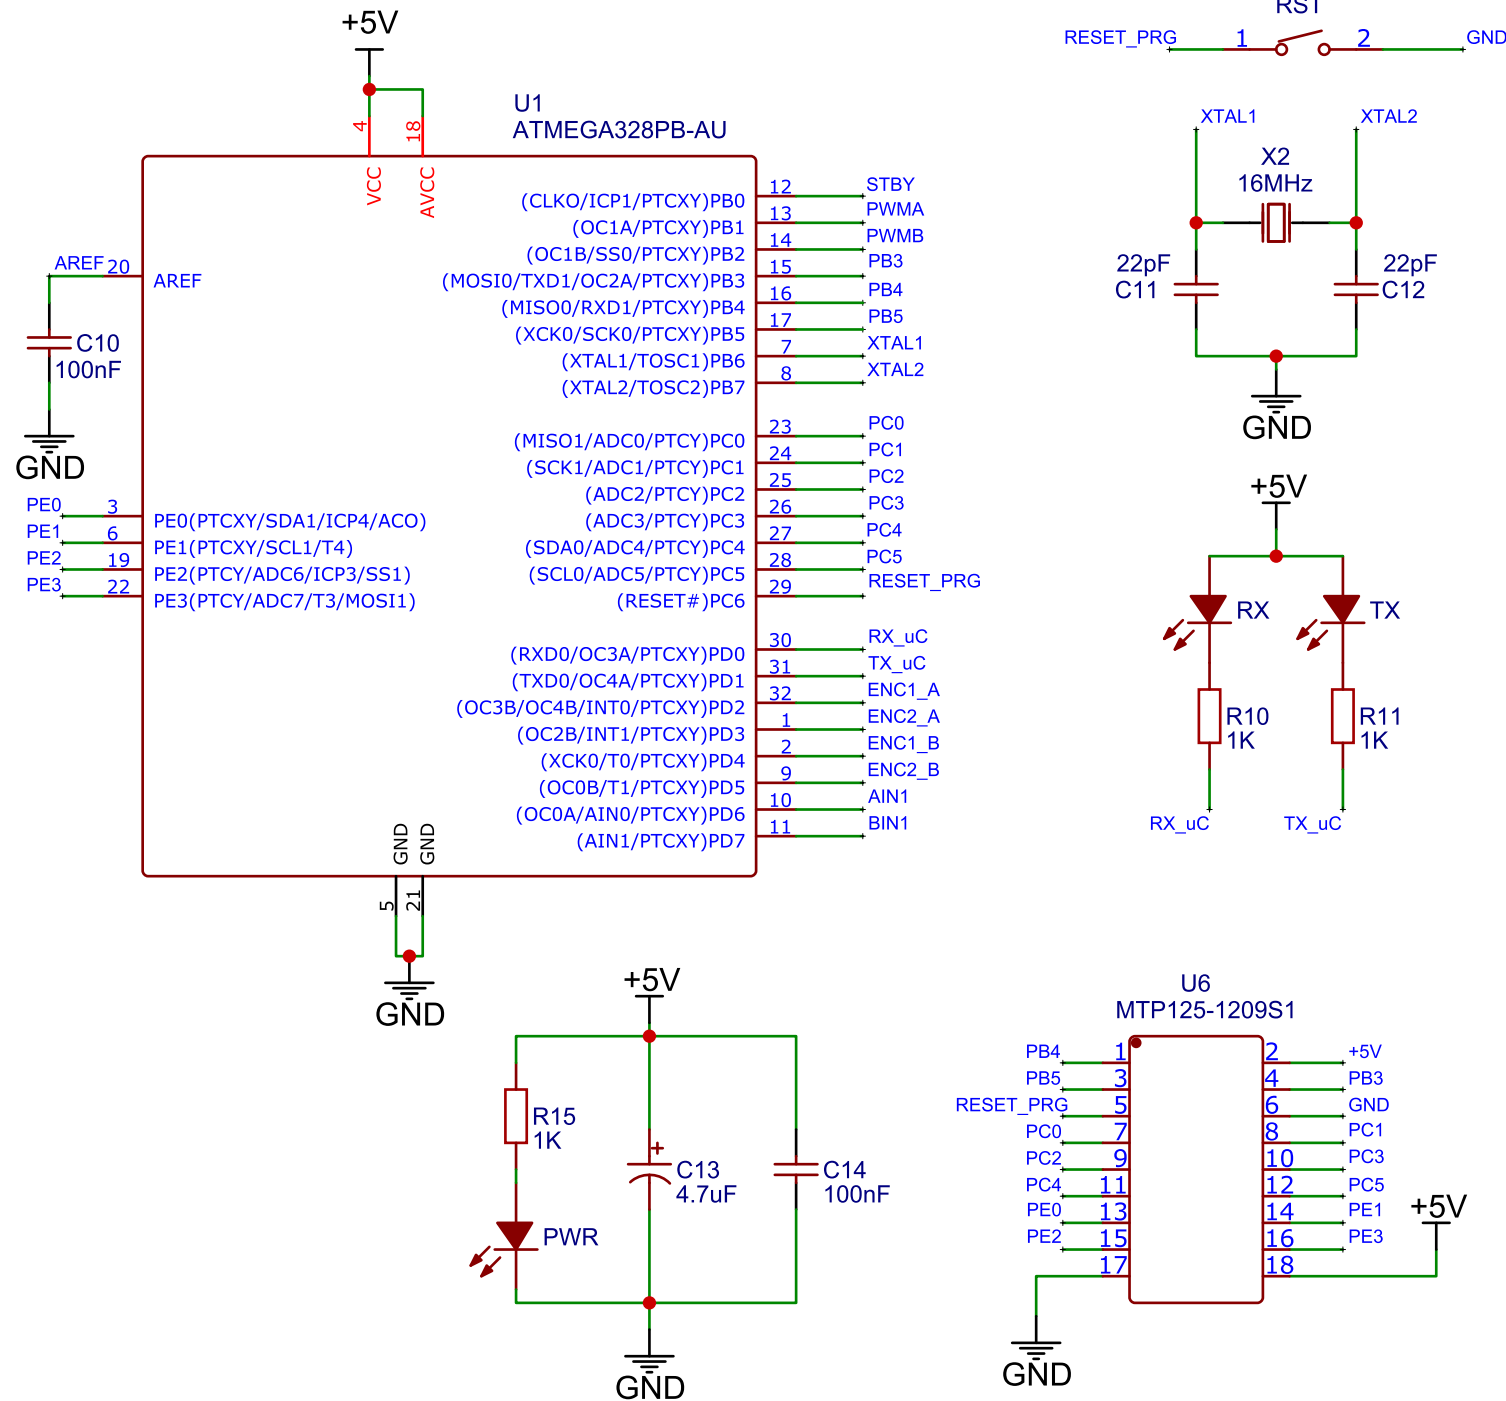 +5V
U1
ATMEGA328PB-AU
4
18
VCC
AVCC
AREF
20
AREF
C10
100nF
GND
PE0
3
PE0(PTCXY/SDA1/ICP4/ACO)
PE1
6
PE1(PTCXY/SCL1/T4)
PE2
19
PE2(PTCY/ADC6/ICP3/SS1)
PE3
22
PE3(PTCY/ADC7/T3/MOSI1)
(CLKO/ICP1/PTCXY)PB0
12
STBY
(OC1A/PTCXY)PB1
13
PWMA
(OC1B/SS0/PTCXY)PB2
14
PWMB
(MOSI0/TXD1/OC2A/PTCXY)PB3
15
PB3
(MISO0/RXD1/PTCXY)PB4
16
PB4
(XCK0/SCK0/PTCXY)PB5
17
PB5
(XTAL1/TOSC1)PB6
7
XTAL1
(XTAL2/TOSC2)PB7
8
XTAL2
(MISO1/ADC0/PTCY)PC0
23
PC0
(SCK1/ADC1/PTCY)PC1
24
PC1
(ADC2/PTCY)PC2
25
PC2
(ADC3/PTCY)PC3
26
PC3
(SDA0/ADC4/PTCY)PC4
27
PC4
(SCL0/ADC5/PTCY)PC5
28
PC5
(RESET#)PC6
29
RESET_PRG
(RXD0/OC3A/PTCXY)PD0
30
RX_uC
(TXD0/OC4A/PTCXY)PD1
31
TX_uC
(OC3B/OC4B/INT0/PTCXY)PD2
32
ENC1_A
(OC2B/INT1/PTCXY)PD3
1
ENC2_A
(XCK0/T0/PTCXY)PD4
2
ENC1_B
(OC0B/T1/PTCXY)PD5
9
ENC2_B
(OC0A/AIN0/PTCXY)PD6
10
AIN1
(AIN1/PTCXY)PD7
11
BIN1
GND
GND
5
21
GND
RST
RESET_PRG
1
2
GND
XTAL1
XTAL2
X2
16MHz
22pF
C11
22pF
C12
GND
+5V
RX
TX
R10
1K
R11
1K
RX_uC
TX_uC
+5V
R15
1K
C13
4.7uF
C14
100nF
PWR
GND
U6
MTP125-1209S1
PB4
1
2
+5V
PB5
3
4
PB3
RESET_PRG
5
6
GND
PC0
7
8
PC1
PC2
9
10
PC3
PC4
11
12
PC5
PE0
13
14
PE1
PE2
15
16
PE3
17
18
+5V
GND